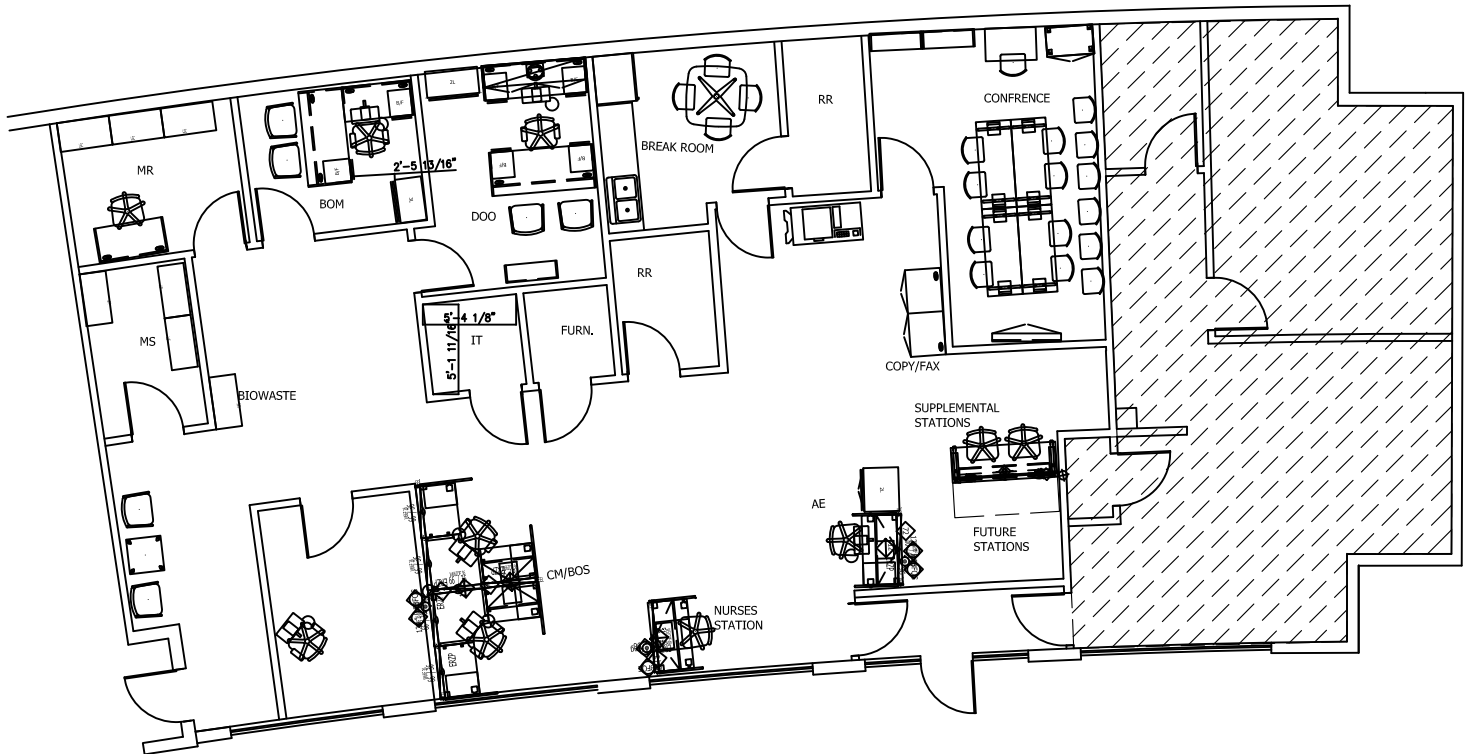 MR
BOM
2'-5 13/16"
DOO
BREAK ROOM
RR
CONFRENCE
MS
BIOWASTE
5'-4 1/8"
5'-1 11/16"
IT
FURN.
RR
COPY/FAX
SUPPLEMENTAL
STATIONS
AE
FUTURE
STATIONS
CM/BOS
NURSES
STATION
ERZP